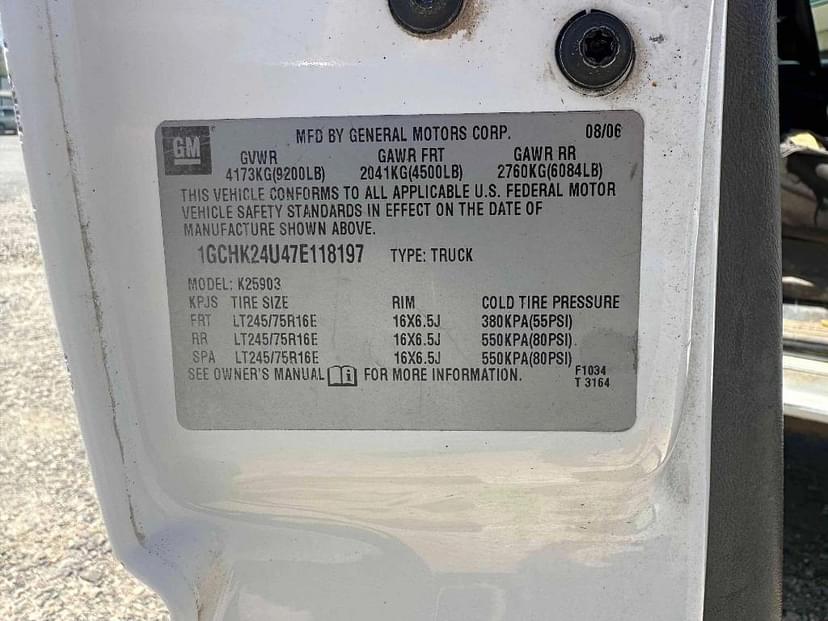 GM
MFD BY GENERAL MOTORS CORP. 08/06
GVWR GAWR FRT GAWR RR
4173KG(9200LB) 2041KG(4500LB) 2760KG(6084LB)
THIS VEHICLE CONFORMS TO ALL APPLICABLE U.S. FEDERAL MOTOR
VEHICLE SAFETY STANDARDS IN EFFECT ON THE DATE OF
MANUFACTURE SHOWN ABOVE.
1GCHK24U47E118197 TYPE: TRUCK
MODEL: K25903
KPJS TIRE SIZE RIM COLD TIRE PRESSURE
FRT LT245/75R16E 16X6.5J 380KPA(55PSI)
RR LT245/75R16E 16X6.5J 550KPA(80PSI)
SPA LT245/75R16E 16X6.5J 550KPA(80PSI)
SEE OWNER'S MANUAL FOR MORE INFORMATION. F1034
T 3164